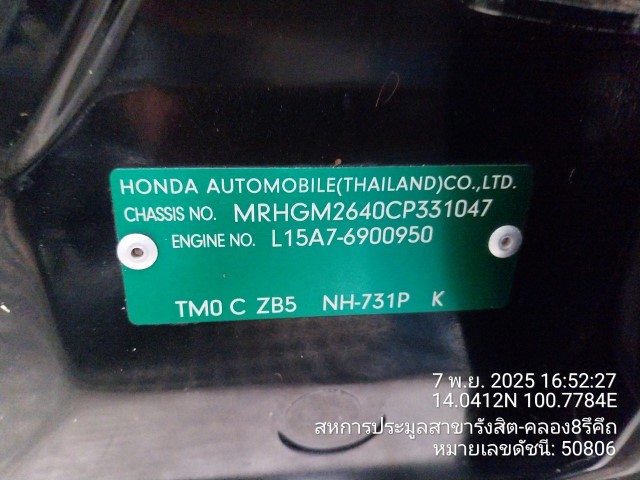 HONDA AUTOMOBILE(THAILAND)CO.,LTD.
CHASSIS NO. MRHGM2640CP331047
ENGINE NO. L15A7-6900950
TM0 C ZB5 NH-731P K
7 พ.ย. 2025 16:52:27
14.0412N 100.7784E
สหการประมูลสาขารังสิต-คลอง8รีคีถ
หมายเลขดัชนี: 50806